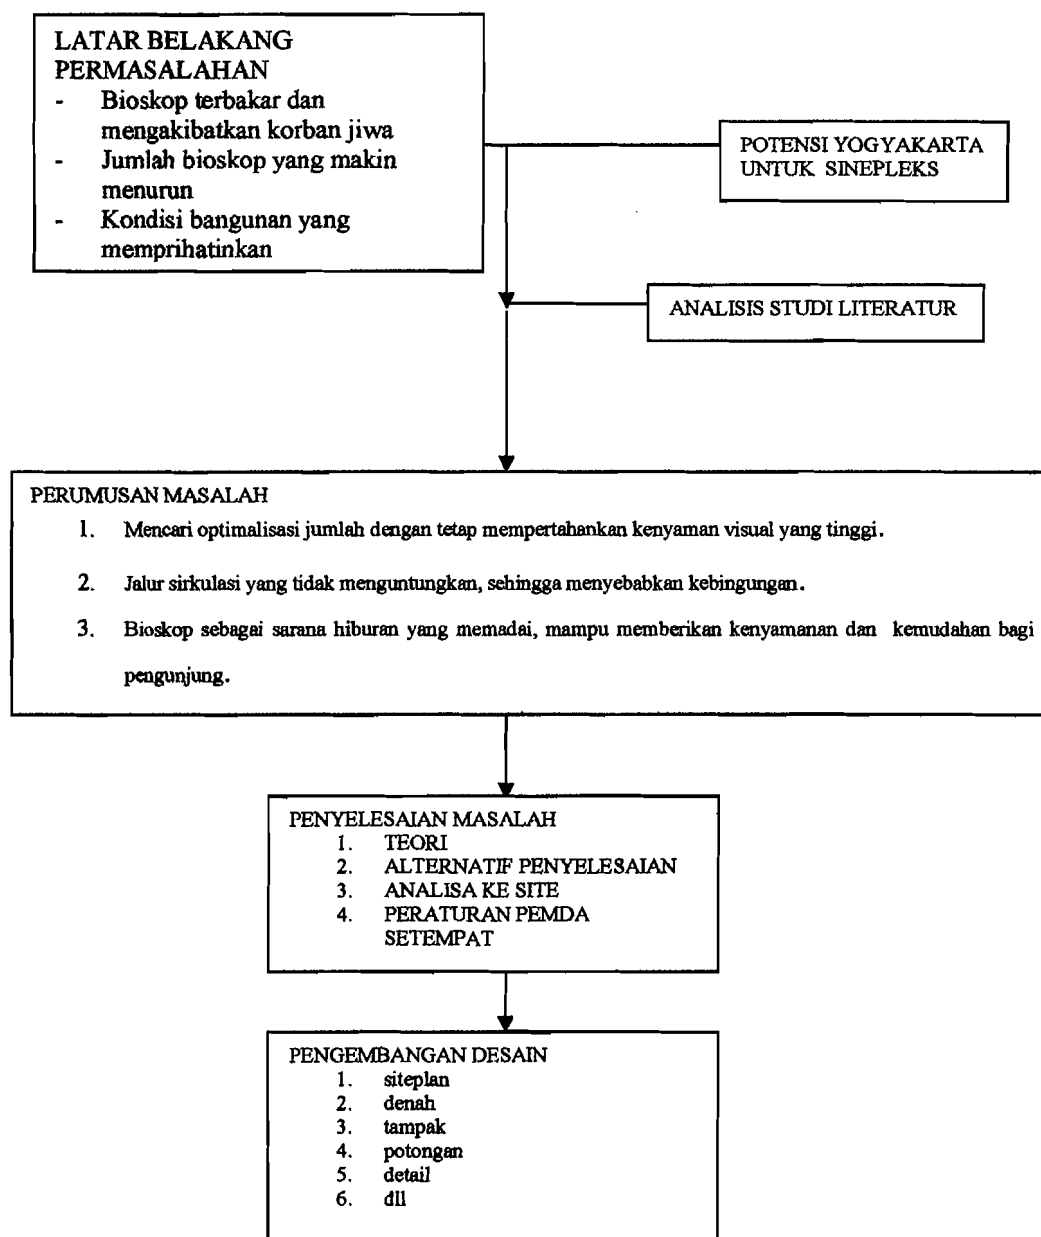 LATAR BELAKANG
PERMASALAHAN
- Bioskop terbakar dan
mengakibatkan korban jiwa
- Jumlah bioskop yang makin
menurun
- Kondisi bangunan yang
memprihatinkan
POTENSI YOGYAKARTA
UNTUK SINEPLEKS
ANALISIS STUDI LITERATUR
PERUMUSAN MASALAH
1. Mencari optimalisasi jumlah dengan tetap mempertahankan kenyaman visual yang tinggi.
2. Jalur sirkulasi yang tidak menguntungkan, sehingga menyebabkan kebingungan.
3. Bioskop sebagai sarana hiburan yang memadai, mampu memberikan kenyamanan dan kemudahan bagi
pengunjung.
PENYELESAIAN MASALAH
1. TEORI
2. ALTERNATIF PENYELESAIAN
3. ANALISA KE SITE
4. PERATURAN PEMDA
SETEMPAT
PENGEMBANGAN DESAIN
1. siteplan
2. denah
3. tampak
4. potongan
5. detail
6. dll